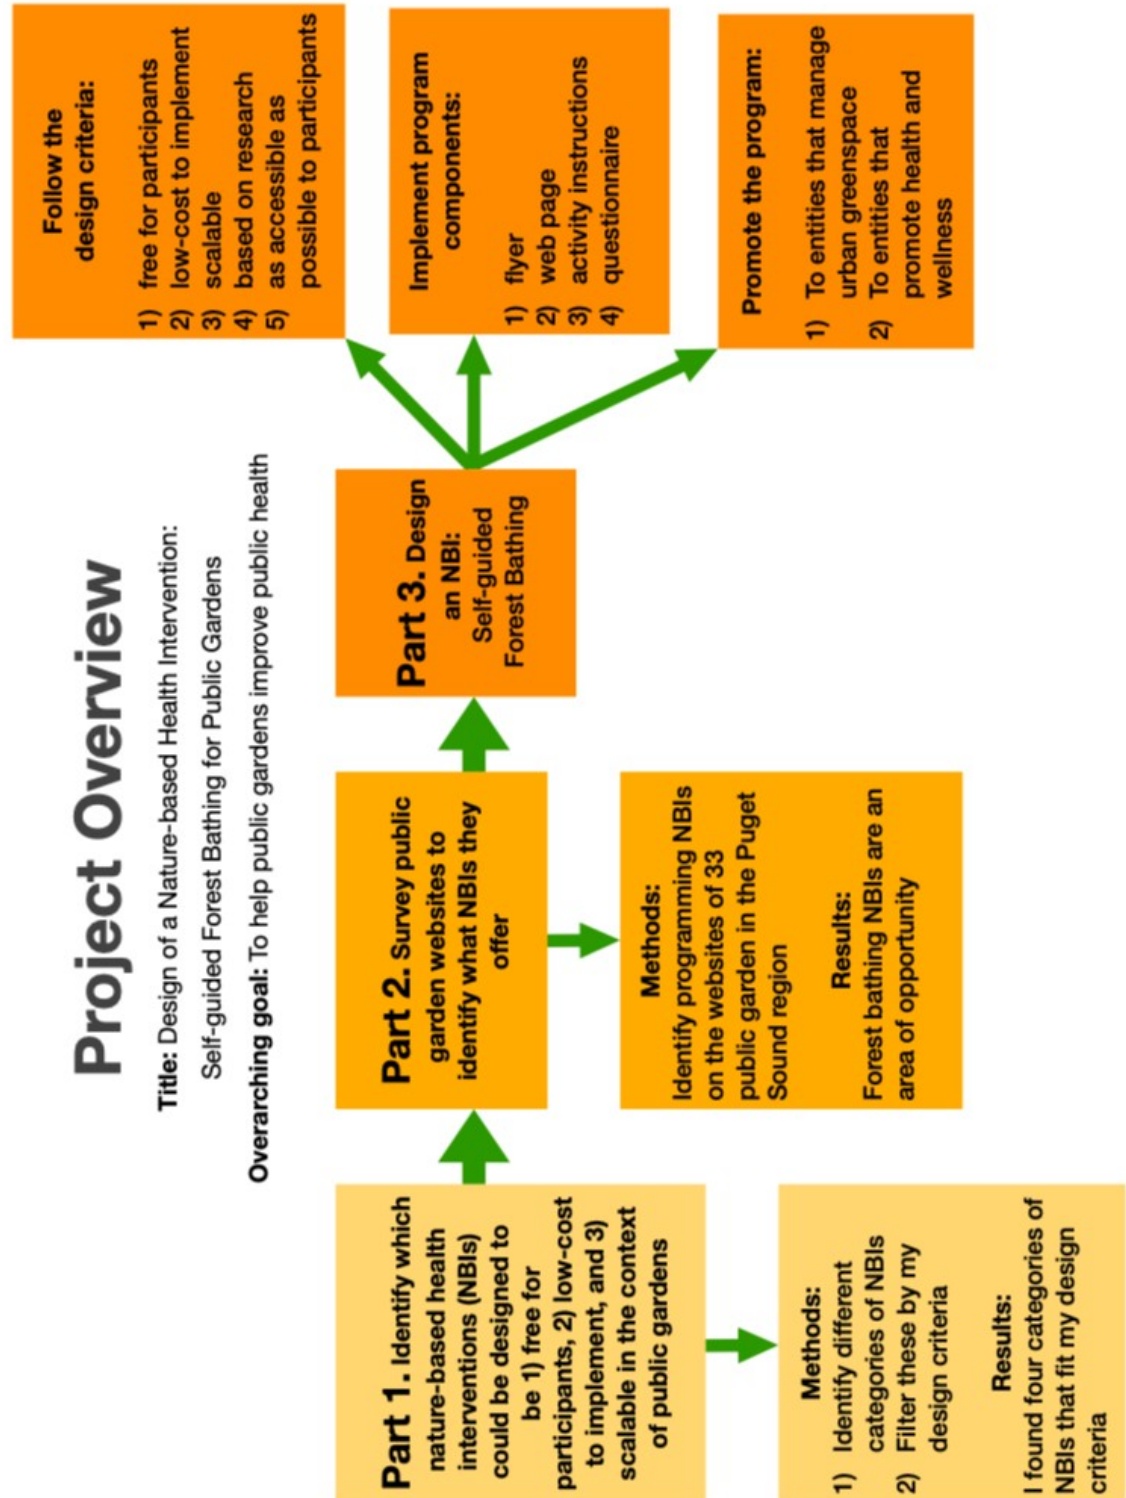 Project Overview
Title: Design of a Nature-based Health Intervention:
Self-guided Forest Bathing for Public Gardens
Overarching goal: To help public gardens improve public health
Part 1. Identify which
nature-based health
interventions (NBIs)
could be designed to
be 1) free for
participants, 2) low-cost
to implement, and 3)
scalable in the context
of public gardens
Methods:
1) Identify different
categories of NBIs
2) Filter these by my
design criteria
Results:
I found four categories of
NBIs that fit my design
criteria
Part 2. Survey public
garden websites to
identify what NBIs they
offer
Methods:
Identify programming NBIs
on the websites of 33
public garden in the Puget
Sound region
Results:
Forest bathing NBIs are an
area of opportunity
Part 3. Design
an NBI:
Self-guided
Forest Bathing
Follow the
design criteria:
1) free for participants
2) low-cost to implement
3) scalable
4) based on research
5) as accessible as
possible to participants
Implement program
components:
1) flyer
2) web page
3) activity instructions
4) questionnaire
Promote the program:
1) To entities that manage
urban greenspace
2) To entities that
promote health and
wellness